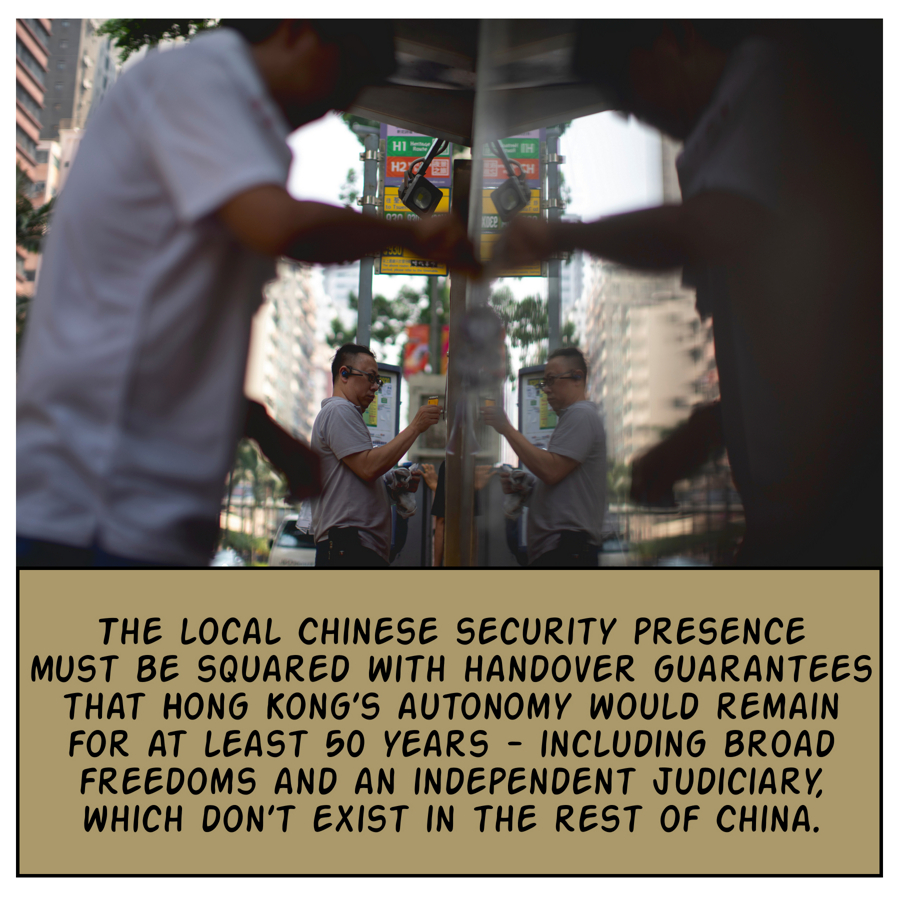 H1
H2
930
THE LOCAL CHINESE SECURITY PRESENCE
MUST BE SQUARED WITH HANDOVER GUARANTEES
THAT HONG KONG'S AUTONOMY WOULD REMAIN
FOR AT LEAST 50 YEARS - INCLUDING BROAD
FREEDOMS AND AN INDEPENDENT JUDICIARY,
WHICH DON'T EXIST IN THE REST OF CHINA.